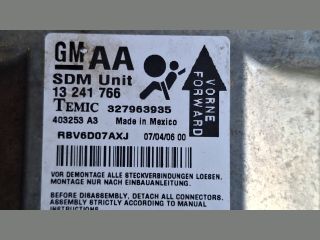 GM AA
SDM Unit
13 241 766
TEMIC 327963935
403253 A3 Made in Mexico
VORNE
FORWARD
RBV6D07AXJ 07/04/06 00
VOR DEMONTAGE ALLE STECKVERBINDUNGEN LOESEN,
MONTAGE NUR NACH EINBAUANLEITUNG.
BEFORE DISASSEMBLY, DETACH ALL CONNECTORS.
ASSEMBLY STRICTLY ACCORDING TO MANUAL
INSTRUCTIONS